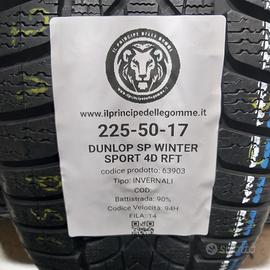 IL PRINCIPE DELLE GOMME
www.ilprincipedellegomme.it
225-50-17
DUNLOP SP WINTER
SPORT 4D RFT
codice prodotto: 63903
Tipo: INVERNALI
COD.
Battistrada: 90%
Codice Velocità: 94H
FILA: 14
subito